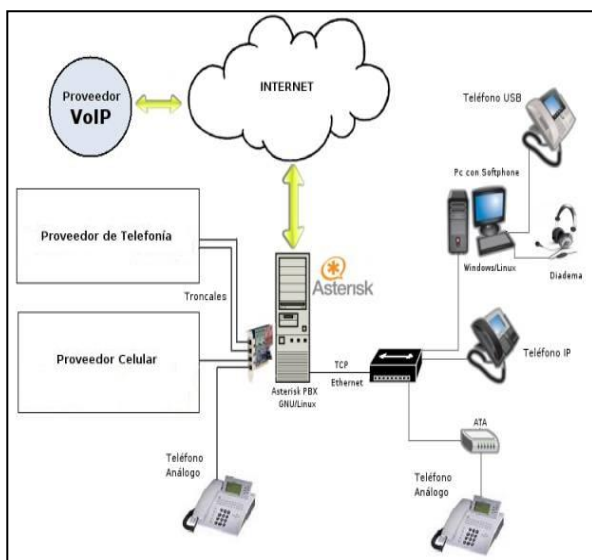 Proveedor
VoIP
INTERNET
Teléfono USB
Pc con Softphone
Proveedor de Telefonía
Windows/Linux
Diadema
Asterisk
Troncales
Proveedor Celular
TCP
Ethernet
Teléfono IP
Asterisk PBX
GNU/Linux
ATA
Teléfono
Análogo
Teléfono
Análogo